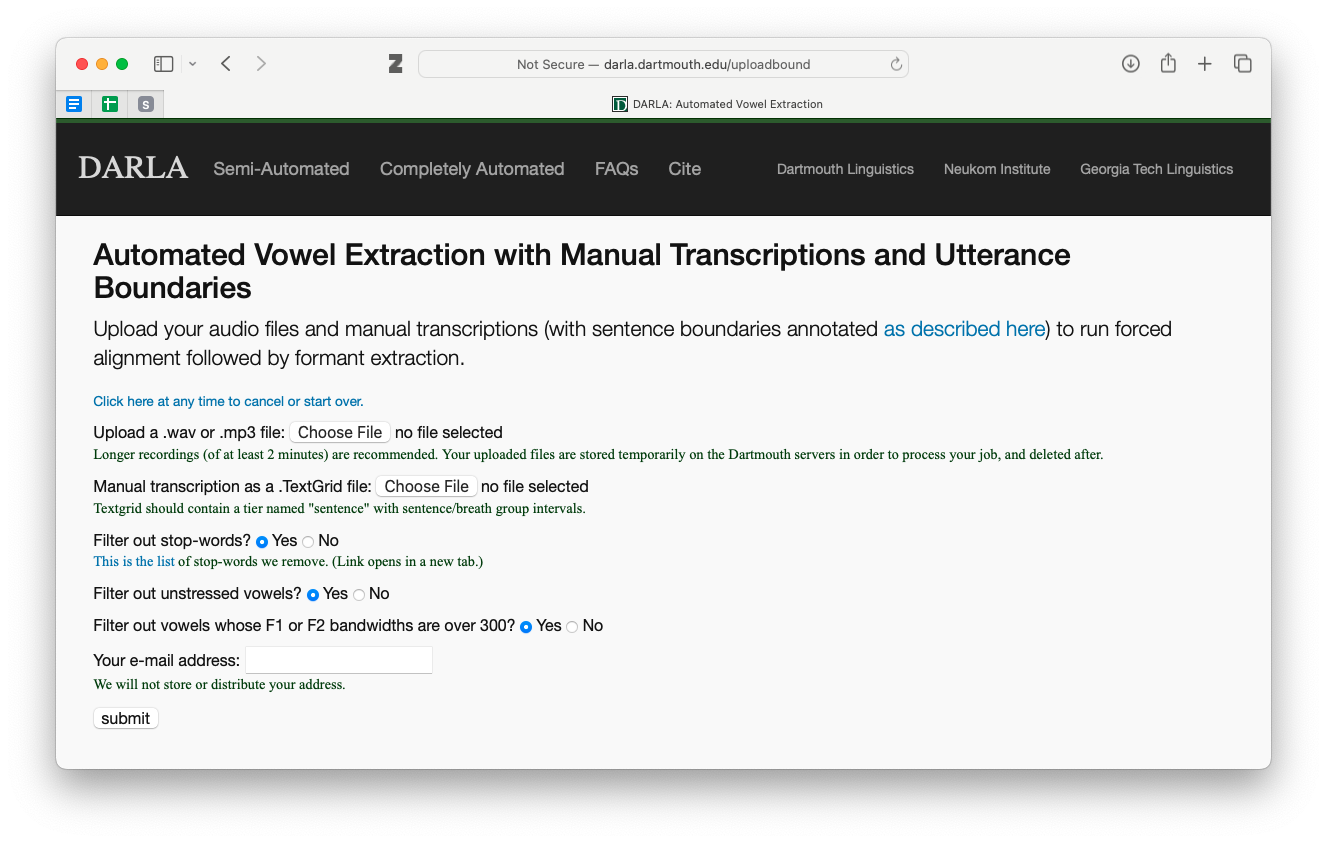 Not Secure — darla.dartmouth.edu/uploadbound
S
DARLA: Automated Vowel Extraction
DARLA Semi-Automated Completely Automated FAQs Cite Dartmouth Linguistics Neukom Institute Georgia Tech Linguistics
Automated Vowel Extraction with Manual Transcriptions and Utterance
Boundaries
Upload your audio files and manual transcriptions (with sentence boundaries annotated as described here) to run forced
alignment followed by formant extraction.
Click here at any time to cancel or start over.
Upload a .wav or .mp3 file: Choose File no file selected
Longer recordings (of at least 2 minutes) are recommended. Your uploaded files are stored temporarily on the Dartmouth servers in order to process your job, and deleted after.
Manual transcription as a .TextGrid file: Choose File no file selected
Textgrid should contain a tier named "sentence" with sentence/breath group intervals.
Filter out stop-words? Yes No
This is the list of stop-words we remove. (Link opens in a new tab.)
Filter out unstressed vowels? Yes No
Filter out vowels whose F1 or F2 bandwidths are over 300? Yes No
Your e-mail address:
We will not store or distribute your address.
submit